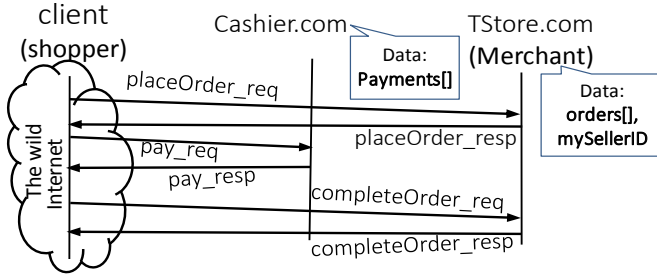 client
(shopper)
Cashier.com
TStore.com
(Merchant)
Data:
Payments[]
Data:
orders[],
mySellerID
The wild
Internet
placeOrder_req
placeOrder_resp
pay_req
pay_resp
completeOrder_req
completeOrder_resp